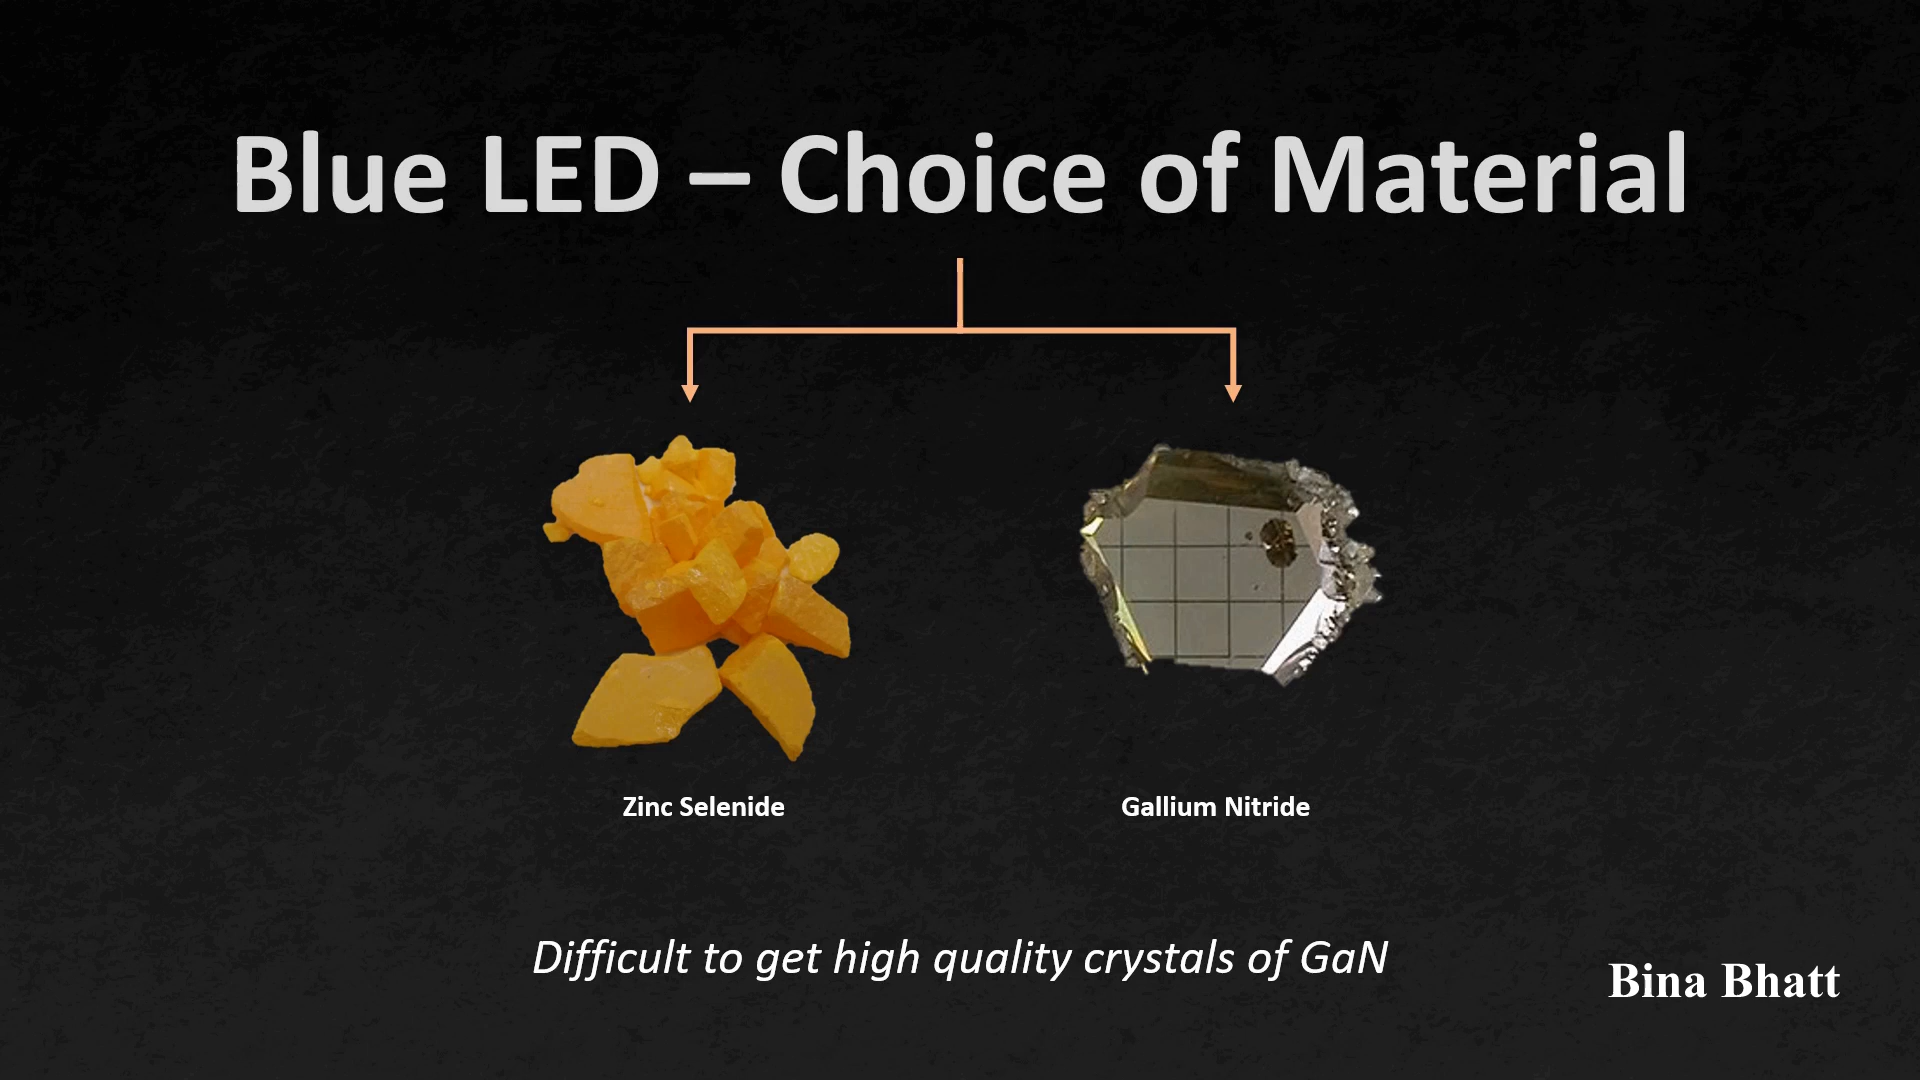 Blue LED – Choice of Material
Zinc Selenide
Gallium Nitride
Difficult to get high quality crystals of GaN
Bina Bhatt